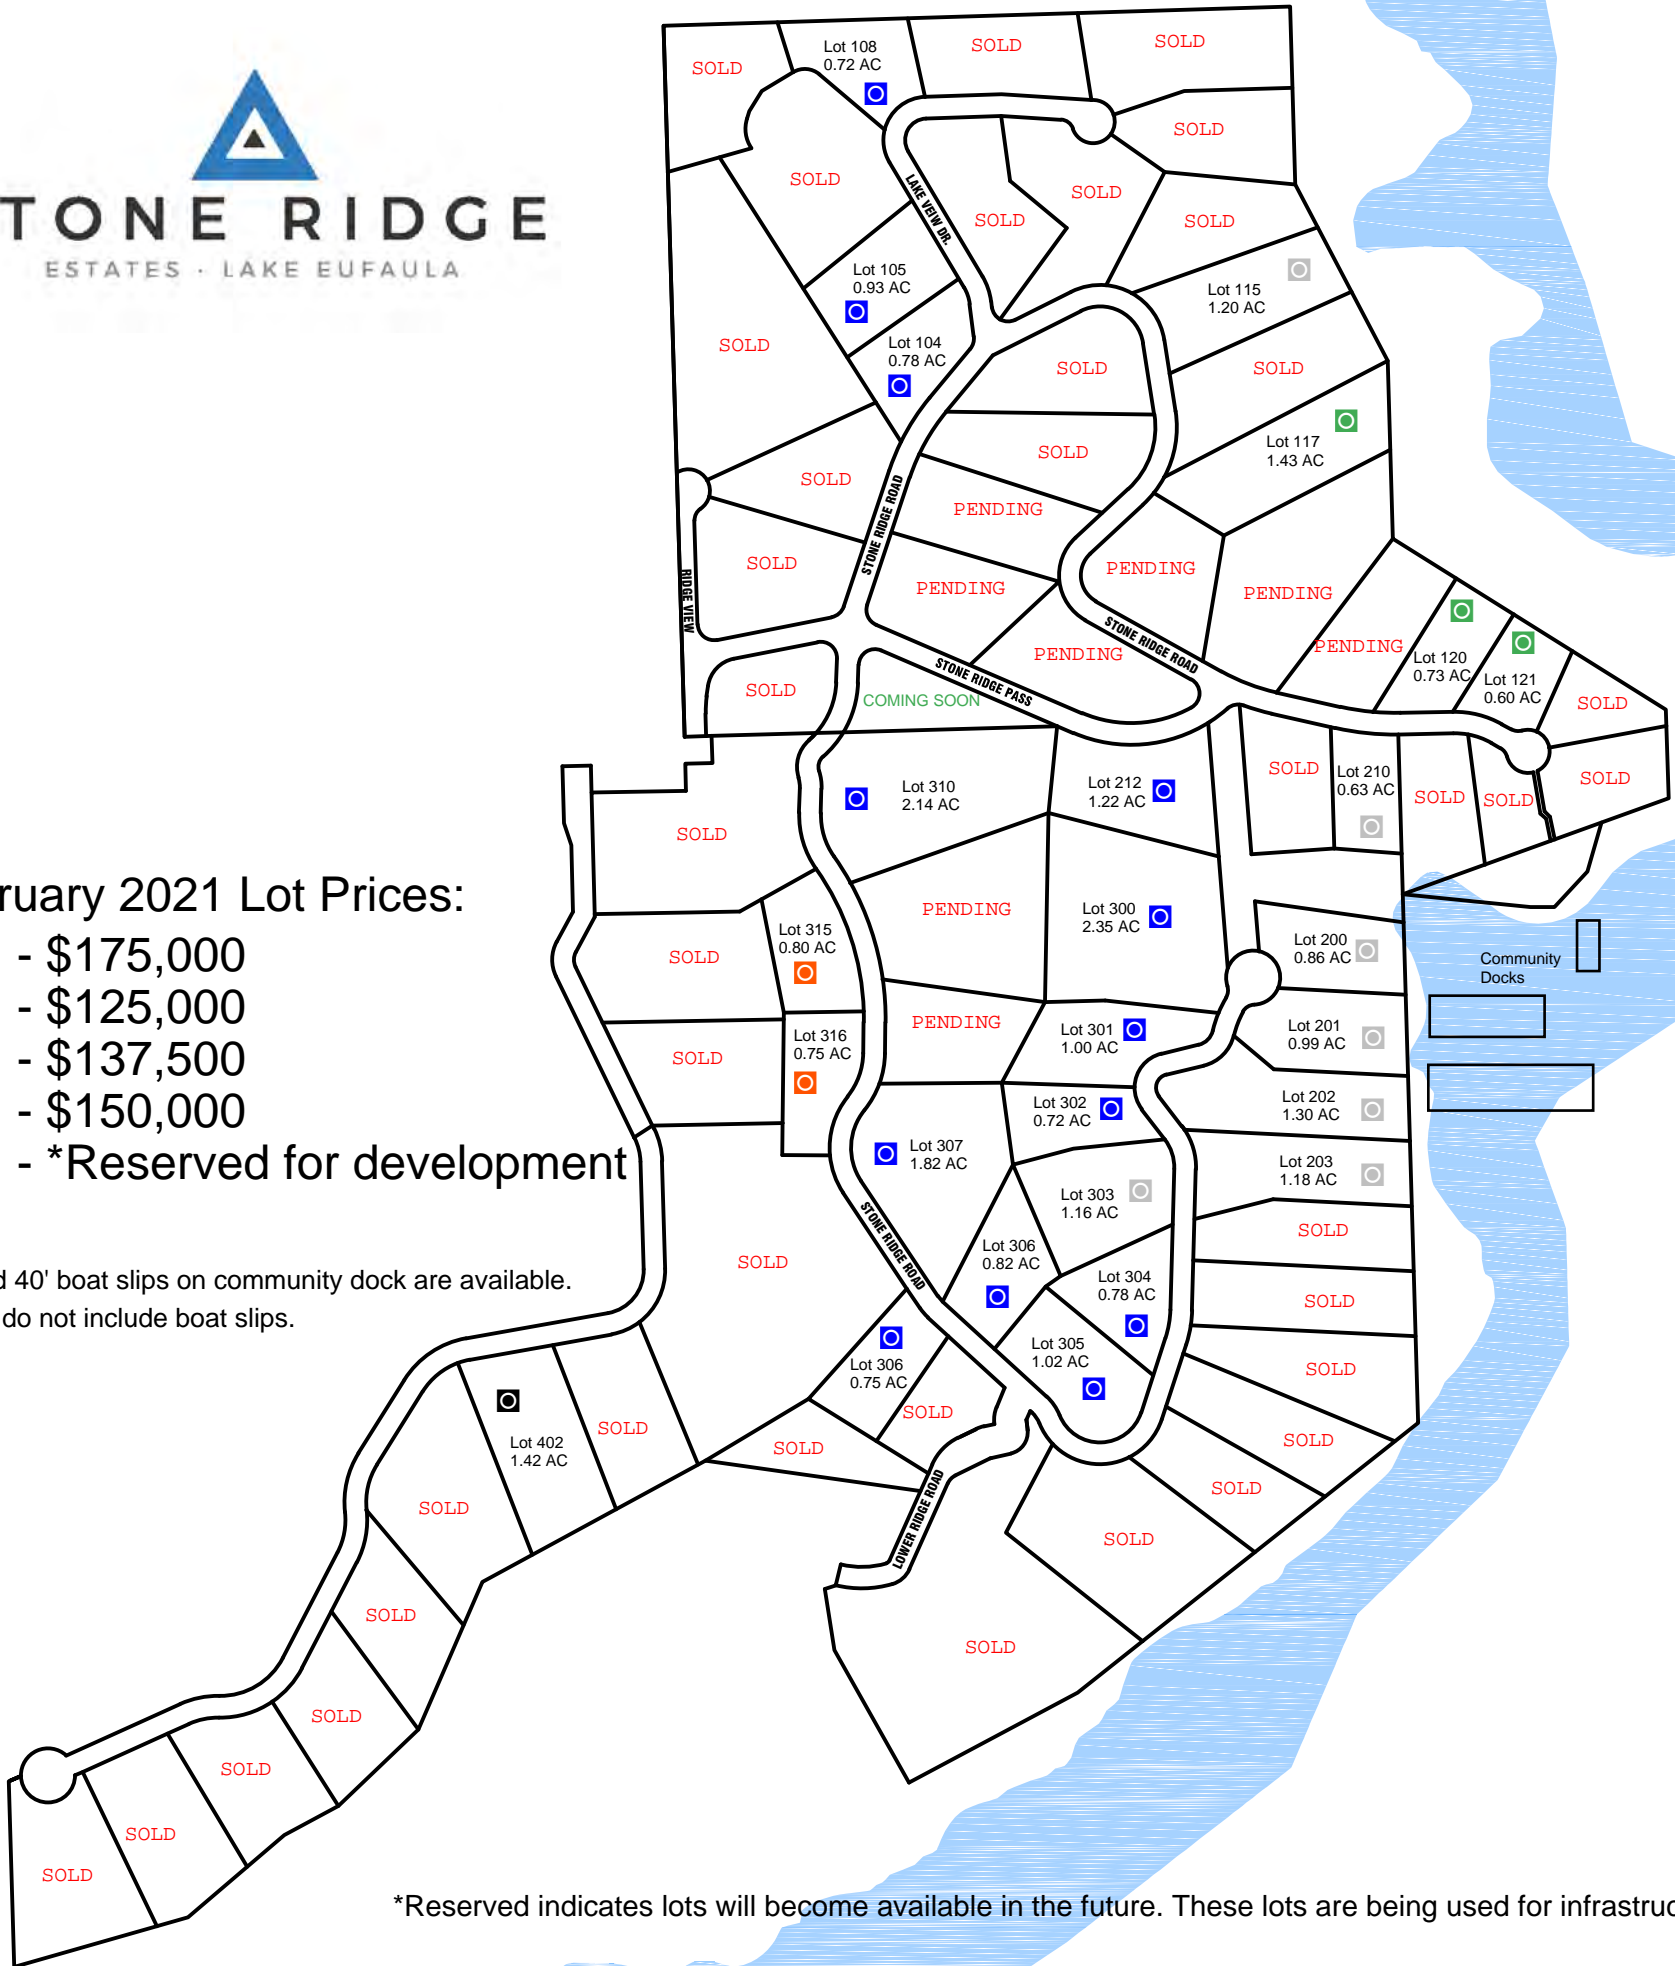 TONE RIDGE
ESTATES · LAKE EUFAULA
SOLD
Lot 108
0.72 AC
SOLD
SOLD
SOLD
SOLD
SOLD
SOLD
SOLD
LAKE VEIW DR.
Lot 105
0.93 AC
Lot 115
1.20 AC
SOLD
Lot 104
0.78 AC
SOLD
SOLD
SOLD
Lot 117
1.43 AC
SOLD
STONE RIDGE ROAD
PENDING
SOLD
RIDGE VIEW
PENDING
PENDING
PENDING
STONE RIDGE ROAD
PENDING
PENDING
Lot 120
0.73 AC
Lot 121
0.60 AC
SOLD
SOLD
COMING SOON
STONE RIDGE PASS
Lot 310
2.14 AC
Lot 212
1.22 AC
SOLD
Lot 210
0.63 AC
SOLD
SOLD
SOLD
SOLD
ruary 2021 Lot Prices:
- $175,000
- $125,000
- $137,500
- $150,000
- *Reserved for development
d 40' boat slips on community dock are available.
do not include boat slips.
SOLD
Lot 315
0.80 AC
PENDING
Lot 300
2.35 AC
Lot 200
0.86 AC
Community
Docks
SOLD
Lot 316
0.75 AC
PENDING
Lot 301
1.00 AC
Lot 201
0.99 AC
Lot 302
0.72 AC
Lot 202
1.30 AC
Lot 307
1.82 AC
Lot 303
1.16 AC
Lot 203
1.18 AC
STONE RIDGE ROAD
SOLD
SOLD
Lot 306
0.82 AC
Lot 304
0.78 AC
SOLD
Lot 306
0.75 AC
Lot 305
1.02 AC
SOLD
SOLD
SOLD
SOLD
SOLD
Lot 402
1.42 AC
SOLD
SOLD
LOWER RIDGE ROAD
SOLD
SOLD
SOLD
SOLD
SOLD
SOLD
SOLD
*Reserved indicates lots will become available in the future. These lots are being used for infrastruc